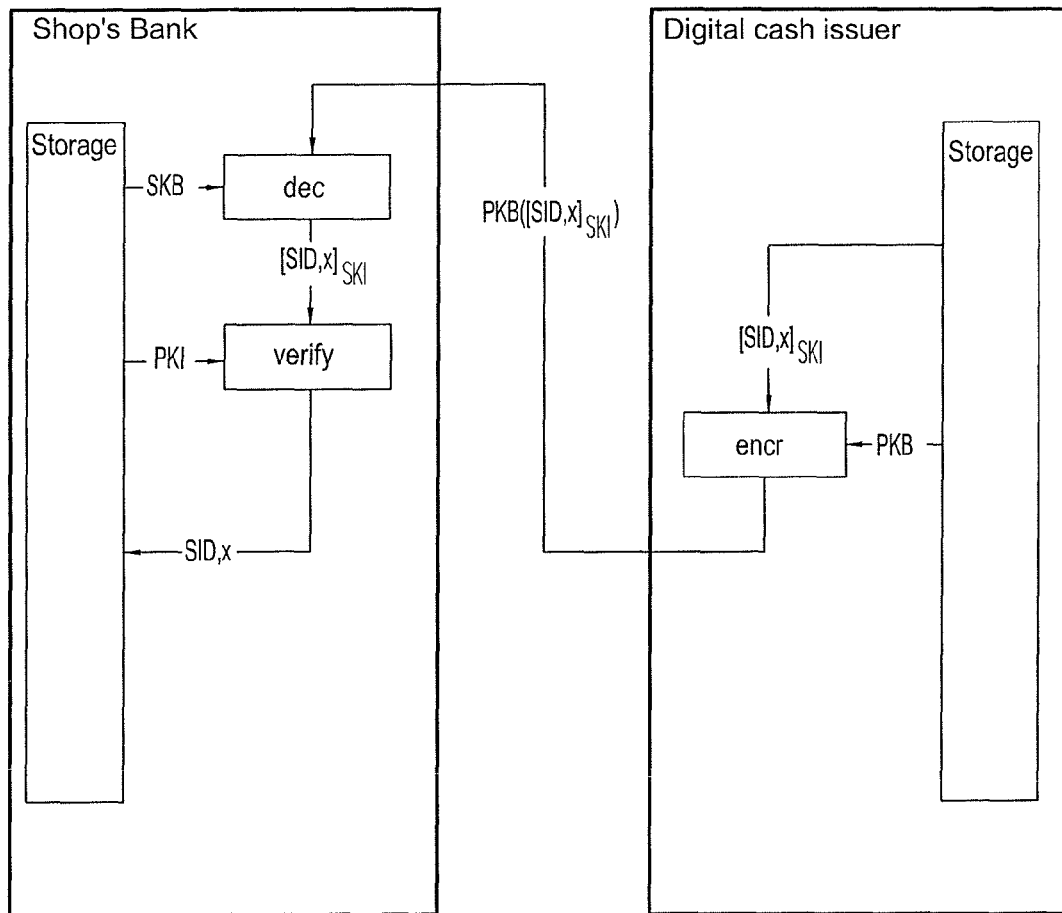 Shop's Bank
Digital cash issuer
Storage
Storage
SKB
dec
PKB([SID,x]SKI)
[SID,x]SKI
[SID,x]SKI
PKI
verify
encr
PKB
SID,x